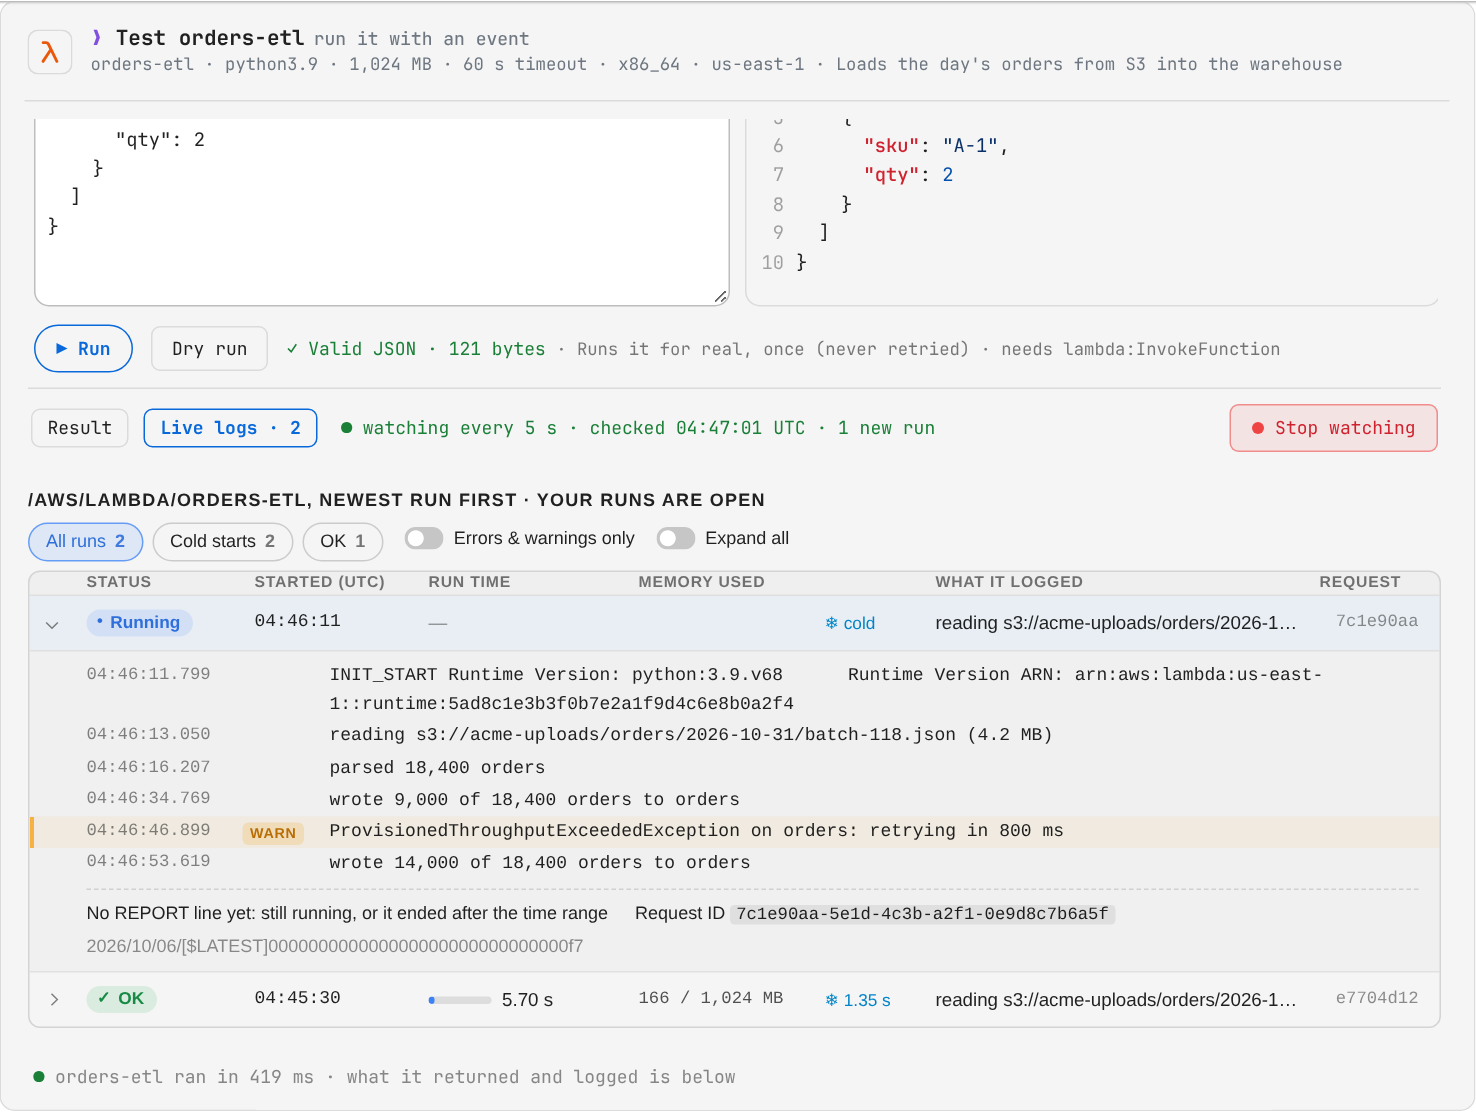 λ
❫ Test orders-etl run it with an event
orders-etl · python3.9 · 1,024 MB · 60 s timeout · x86_64 · us-east-1 · Loads the day's orders from S3 into the warehouse
"qty": 2
}
]
}
{
6 "sku": "A-1",
7 "qty": 2
8 }
9 ]
10 }
▶ Run
Dry run
✓ Valid JSON · 121 bytes · Runs it for real, once (never retried) · needs lambda:InvokeFunction
Result
Live logs · 2
● watching every 5 s · checked 04:47:01 UTC · 1 new run
● Stop watching
/AWS/LAMBDA/ORDERS-ETL, NEWEST RUN FIRST · YOUR RUNS ARE OPEN
All runs 2 Cold starts 2 OK 1 Errors & warnings only Expand all
STATUS STARTED (UTC) RUN TIME MEMORY USED WHAT IT LOGGED REQUEST
• Running 04:46:11 — ❄ cold reading s3://acme-uploads/orders/2026-1… 7c1e90aa
04:46:11.799 INIT_START Runtime Version: python:3.9.v68 Runtime Version ARN: arn:aws:lambda:us-east-
1::runtime:5ad8c1e3b3f0b7e2a1f9d4c6e8b0a2f4
04:46:13.050 reading s3://acme-uploads/orders/2026-10-31/batch-118.json (4.2 MB)
04:46:16.207 parsed 18,400 orders
04:46:34.769 wrote 9,000 of 18,400 orders to orders
04:46:46.899 WARN ProvisionedThroughputExceededException on orders: retrying in 800 ms
04:46:53.619 wrote 14,000 of 18,400 orders to orders
No REPORT line yet: still running, or it ended after the time range Request ID 7c1e90aa-5e1d-4c3b-a2f1-0e9d8c7b6a5f
2026/10/06/[$LATEST]000000000000000000000000000000f7
✓ OK 04:45:30 5.70 s 166 / 1,024 MB ❄ 1.35 s reading s3://acme-uploads/orders/2026-1… e7704d12
● orders-etl ran in 419 ms · what it returned and logged is below